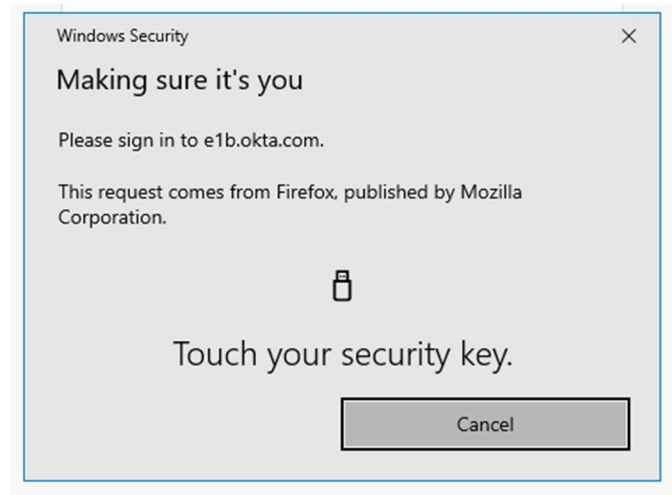 Windows Security
Making sure it's you
Please sign in to e1b.okta.com.
This request comes from Firefox, published by Mozilla
Corporation.
Touch your security key.
Cancel